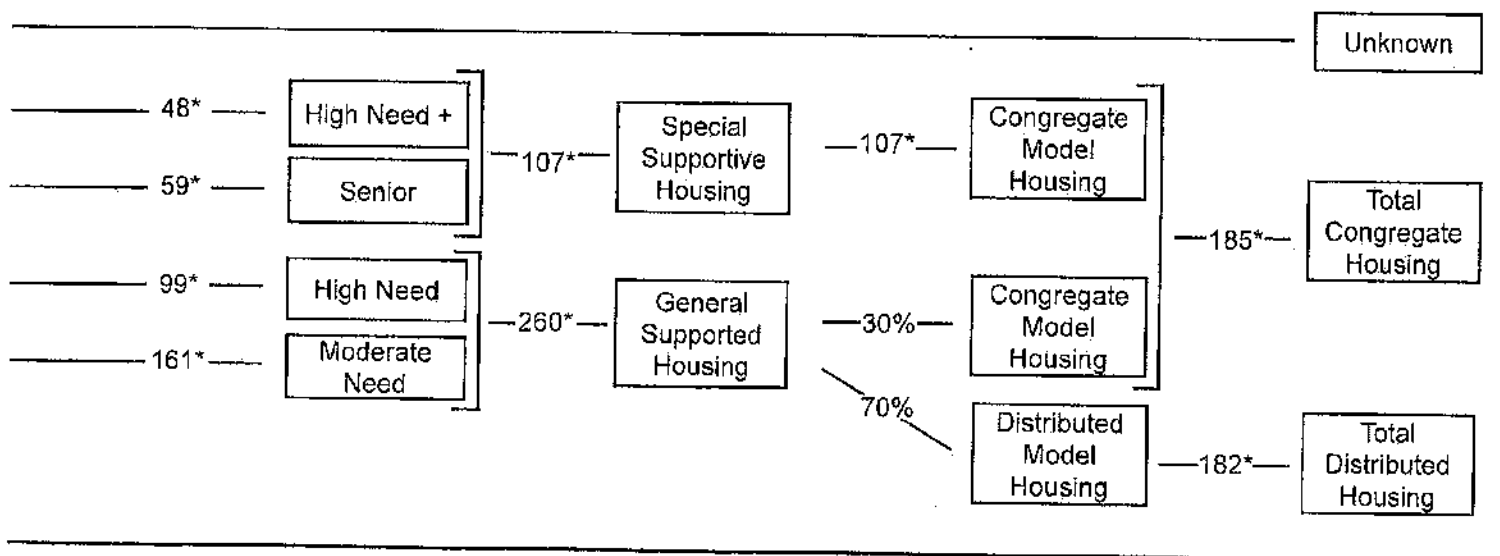 Unknown
48*
High Need +
59*
Senior
107*
Special
Supportive
Housing
107*
Congregate
Model
Housing
99*
High Need
161*
Moderate
Need
260*
General
Supported
Housing
30%
Congregate
Model
Housing
185*
Total
Congregate
Housing
70%
Distributed
Model
Housing
182*
Total
Distributed
Housing